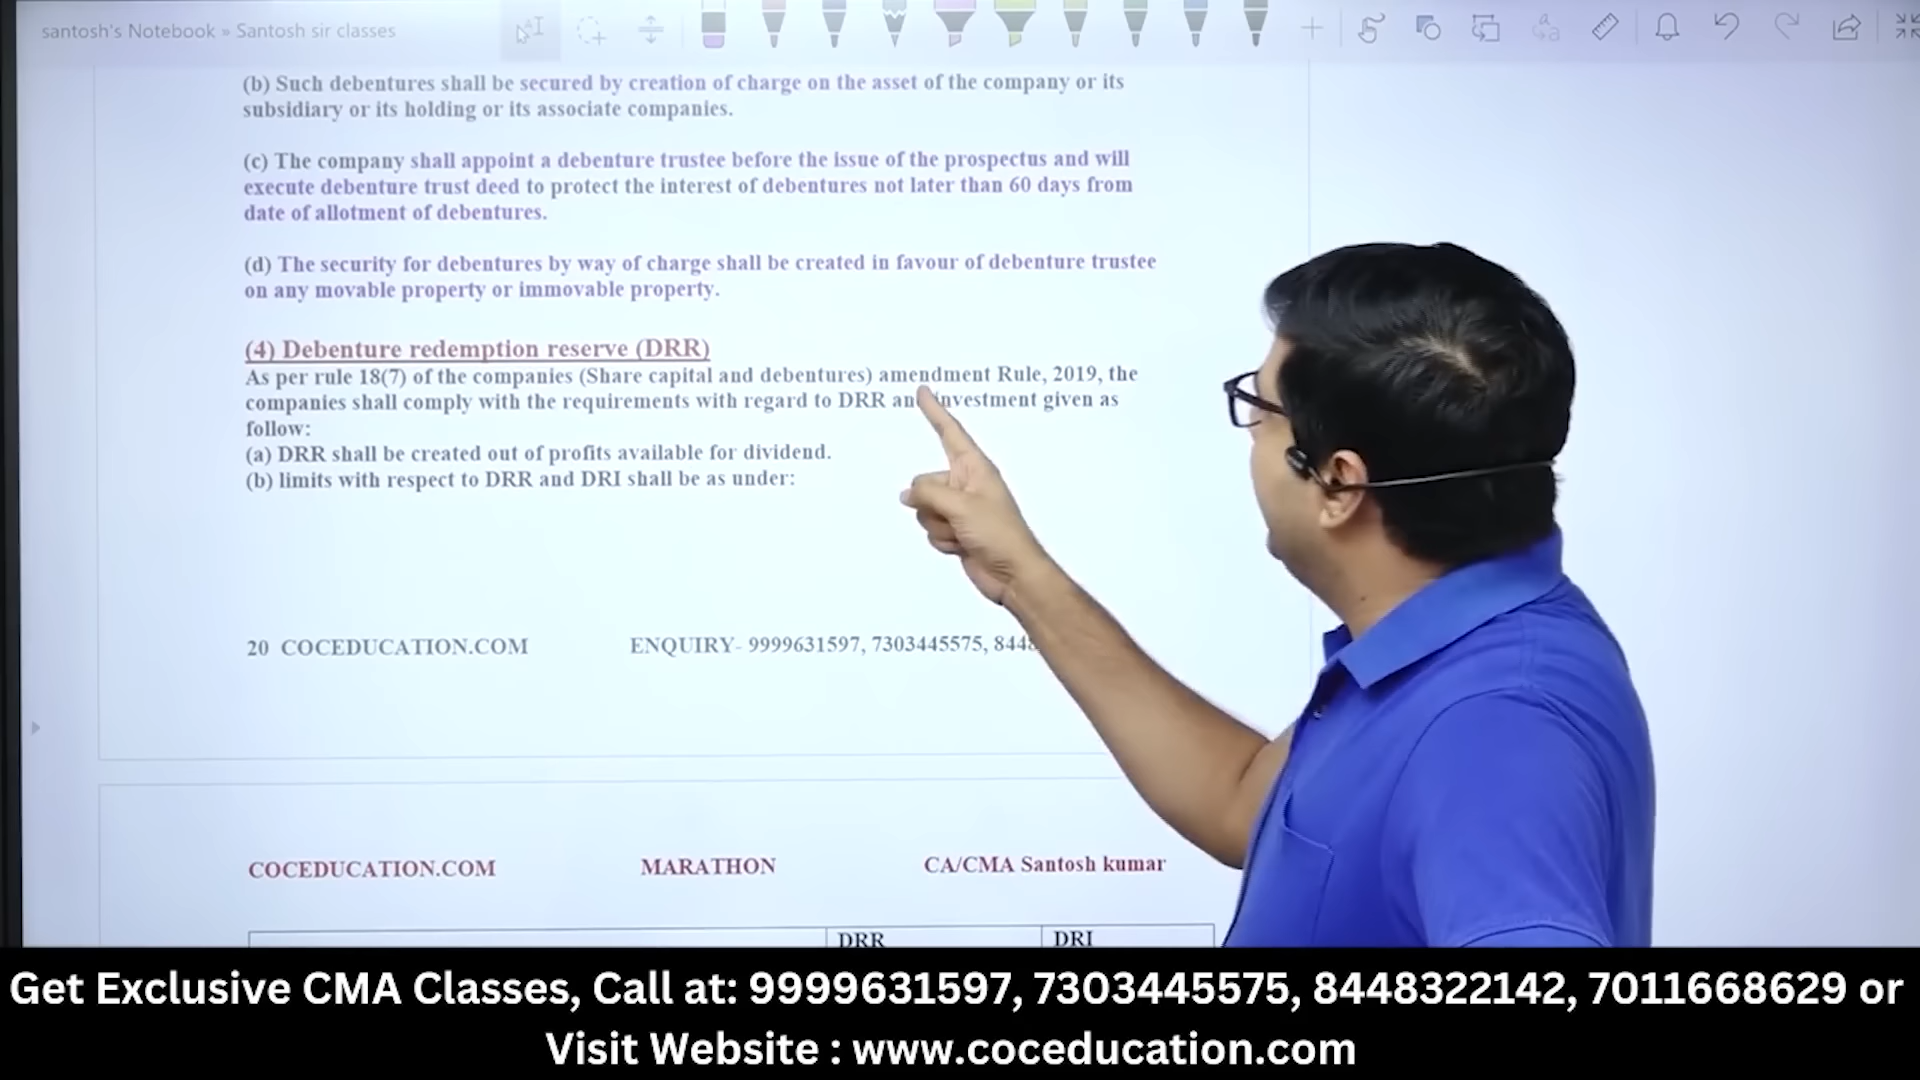 santosh's Notebook » Santosh sir classes
(b) Such debentures shall be secured by creation of charge on the asset of the company or its
subsidiary or its holding or its associate companies.
(c) The company shall appoint a debenture trustee before the issue of the prospectus and will
execute debenture trust deed to protect the interest of debentures not later than 60 days from
date of allotment of debentures.
(d) The security for debentures by way of charge shall be created in favour of debenture trustee
on any movable property or immovable property.
(4) Debenture redemption reserve (DRR)
As per rule 18(7) of the companies (Share capital and debentures) amendment Rule, 2019, the
companies shall comply with the requirements with regard to DRR and investment given as
follow:
(a) DRR shall be created out of profits available for dividend.
(b) limits with respect to DRR and DRI shall be as under:
20 COCEDUCATION.COM ENQUIRY- 9999631597, 7303445575, 844
COCEDUCATION.COM MARATHON CA/CMA Santosh kumar
DRR DRI
Get Exclusive CMA Classes, Call at: 9999631597, 7303445575, 8448322142, 7011668629 or
Visit Website : www.coceducation.com